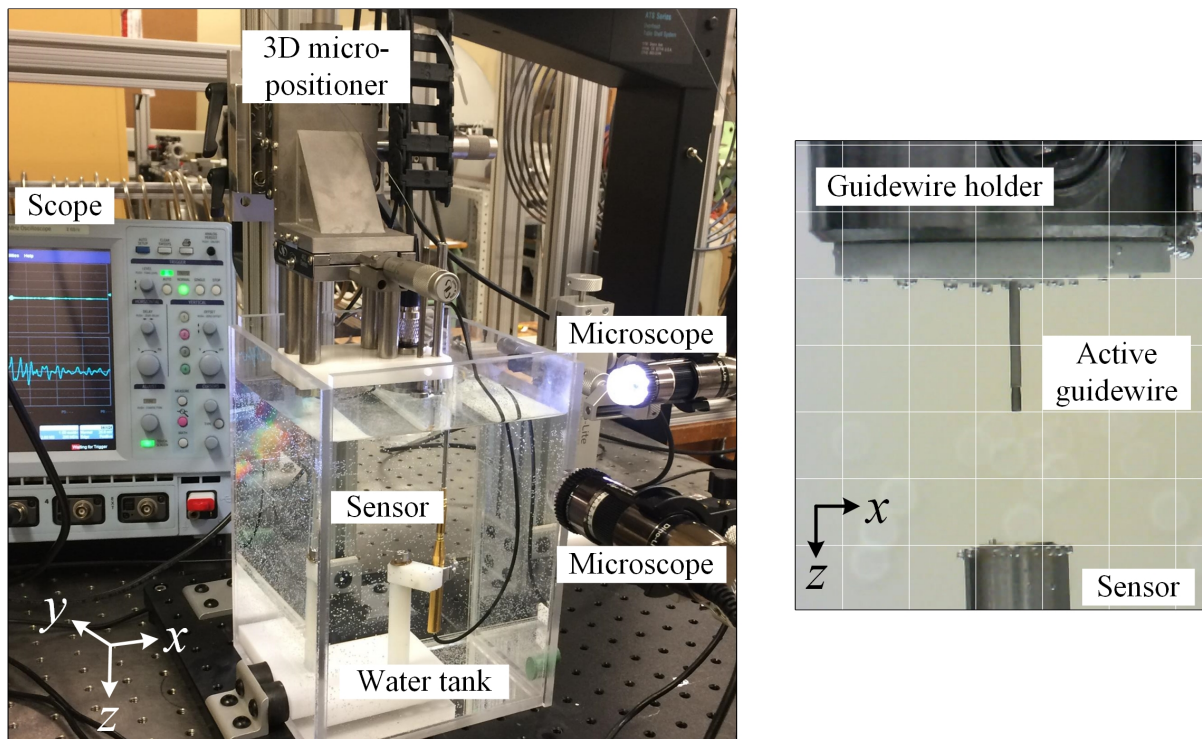 3D micro-
positioner
Scope
Microscope
Sensor
Microscope
Water tank
y
x
z
Guidewire holder
Active
guidewire
x
z
Sensor